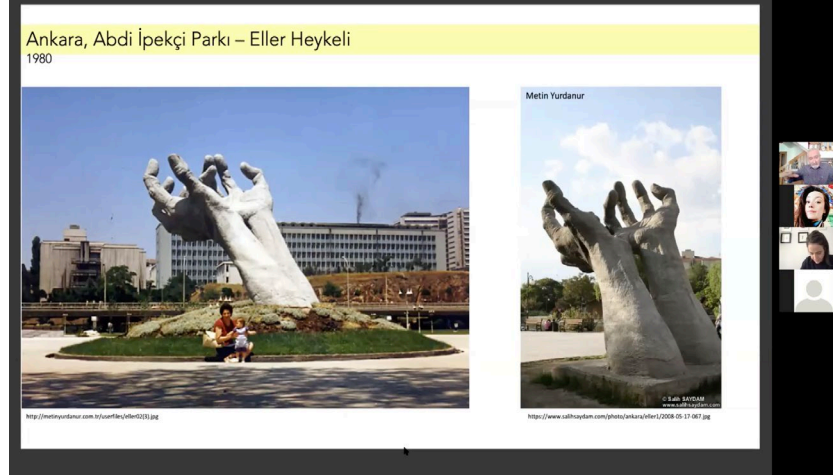 Ankara, Abdi İpekçi Parkı – Eller Heykeli
1980
Metin Yurdanur
© Salih SAYDAM
www.salihsaydam.com
http://metinyurdanur.com.tr/userfiles/eller02(3).jpg
https://www.salihsaydam.com/photo/ankara/eller1/2008-05-17-067.jpg